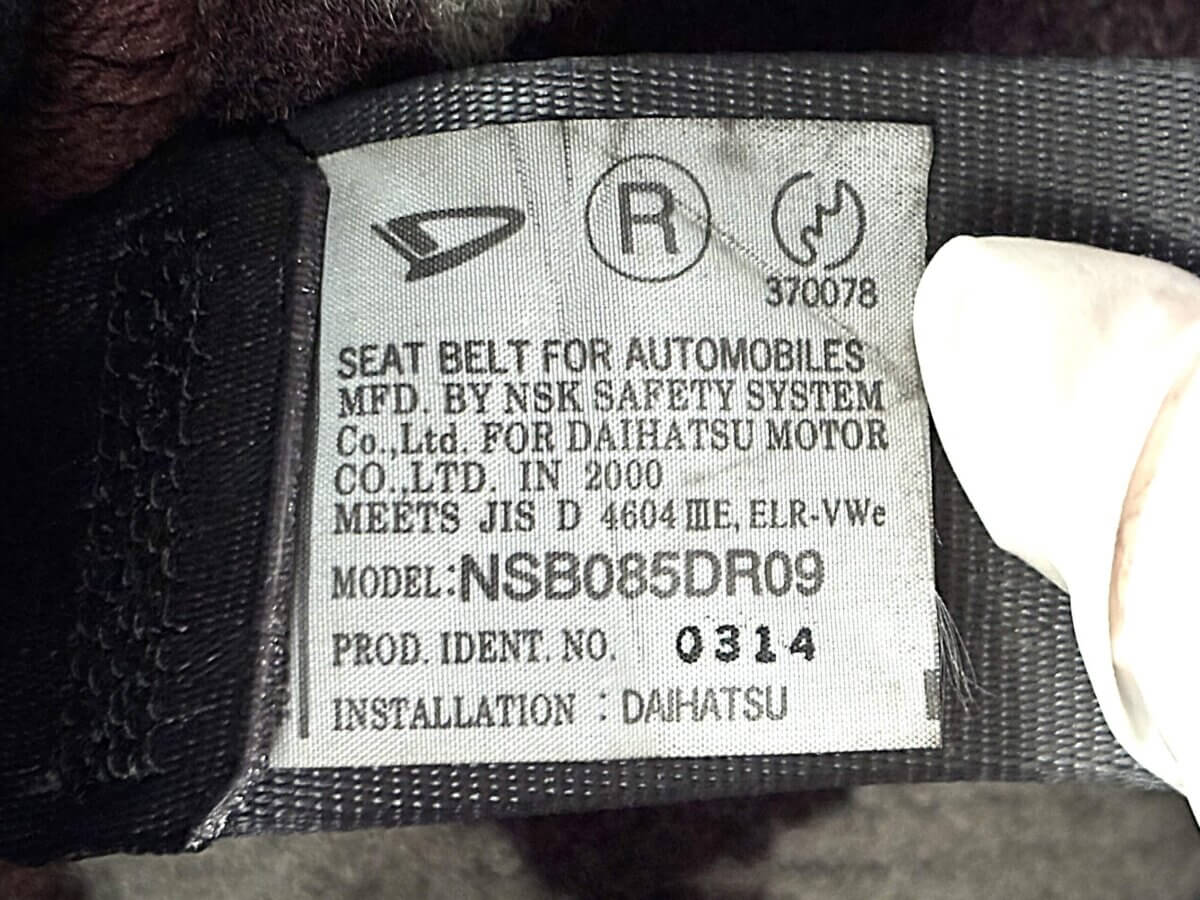 R
370078
SEAT BELT FOR AUTOMOBILES
MFD. BY NSK SAFETY SYSTEM
Co.,Ltd. FOR DAIHATSU MOTOR
CO.,LTD. IN 2000
MEETS JIS D 4604 ⅢE, ELR-VWe
MODEL:NSB085DR09
PROD. IDENT. NO. 0314
INSTALLATION : DAIHATSU